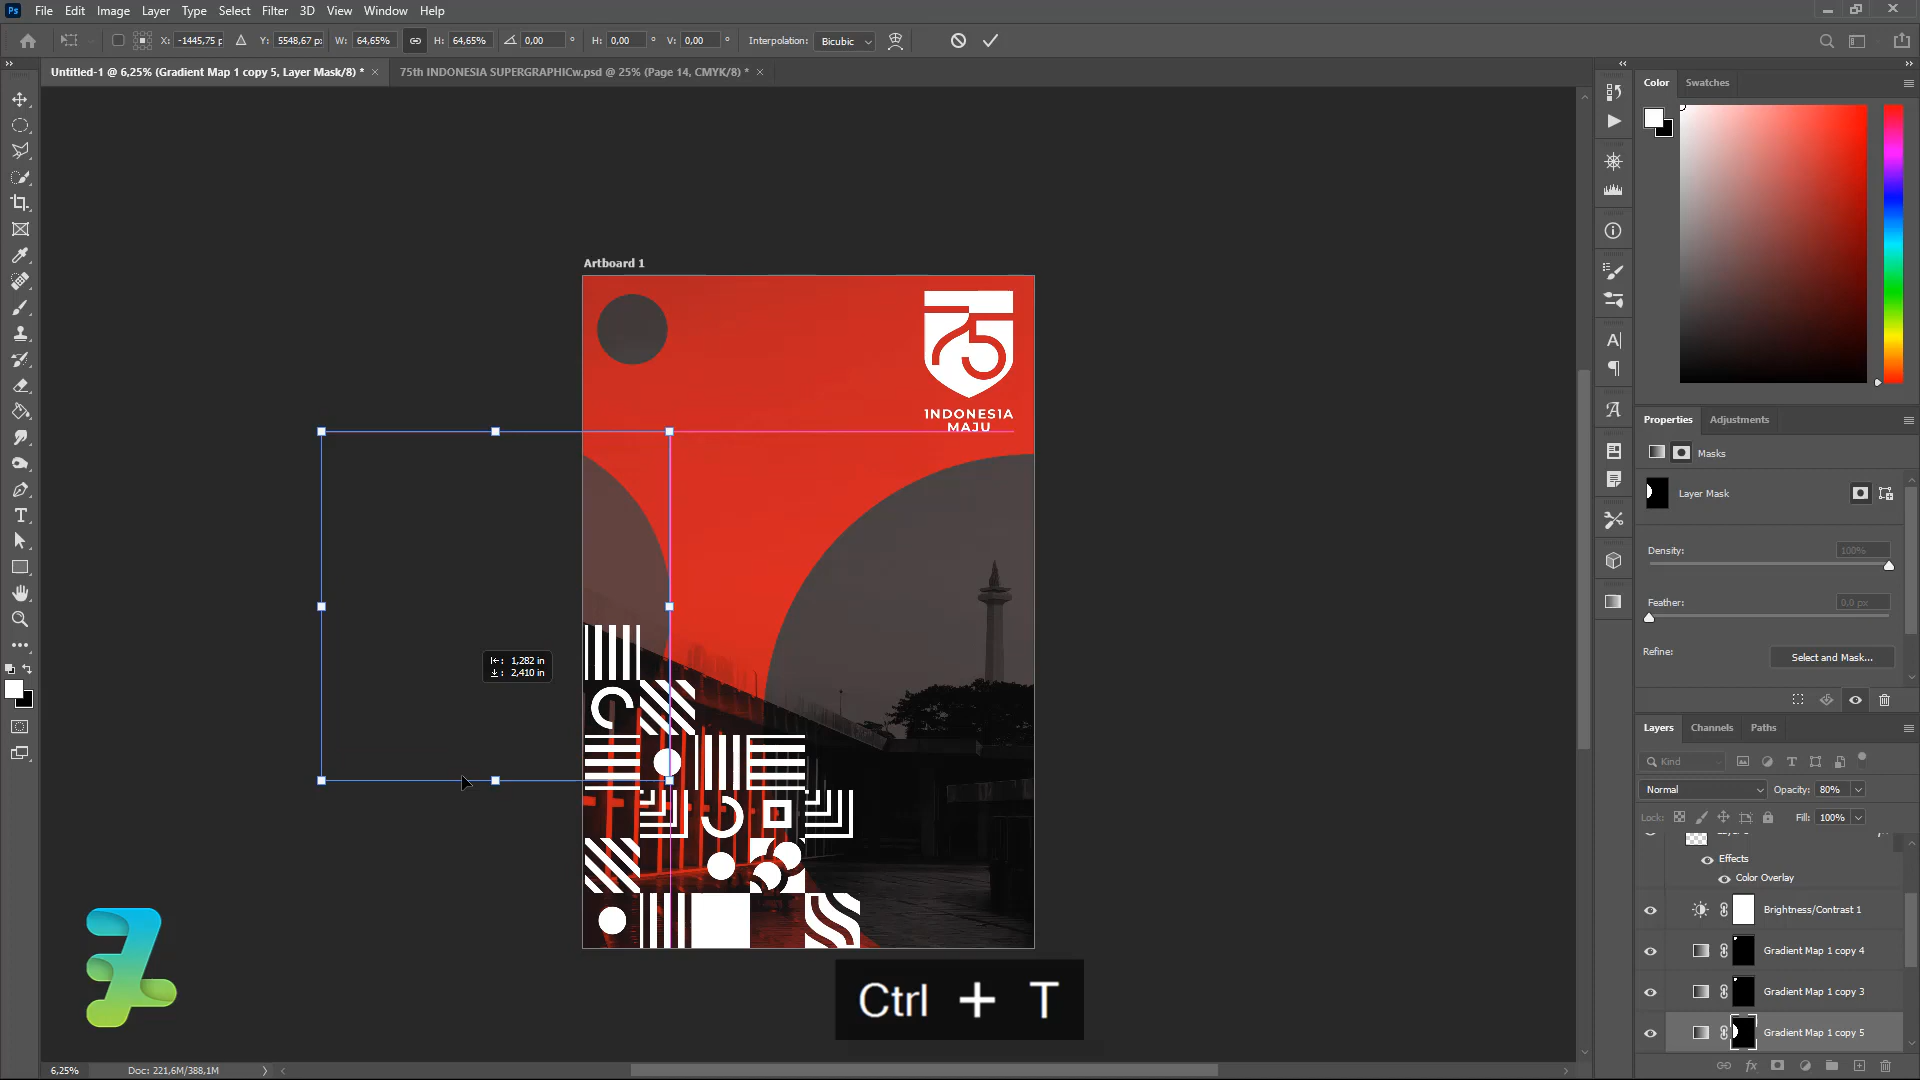 Ps File Edit Image Layer Type Select Filter 3D View Window Help
X: -1445,75 p Y: 5548,67 px W: 64,65% H: 64,65% 0,00 ° H: 0,00 ° V: 0,00 ° Interpolation: Bicubic
Untitled-1 @ 6,25% (Gradient Map 1 copy 5, Layer Mask/8) * × 75th INDONESIA SUPERGRAPHICw.psd @ 25% (Page 14, CMYK/8) * ×
Color Swatches
Artboard 1
75
INDONESIA
MAJU
Properties Adjustments
Masks
Layer Mask
Density: 100%
Feather: 0,0 px
Refine: Select and Mask...
1,282 in
2,410 in
Layers Channels Paths
Kind
Normal Opacity: 80%
Lock: Fill: 100%
Effects
Color Overlay
Brightness/Contrast 1
Gradient Map 1 copy 4
Gradient Map 1 copy 3
Gradient Map 1 copy 5
Ctrl + T
6,25% Doc: 221,6M/388,1M